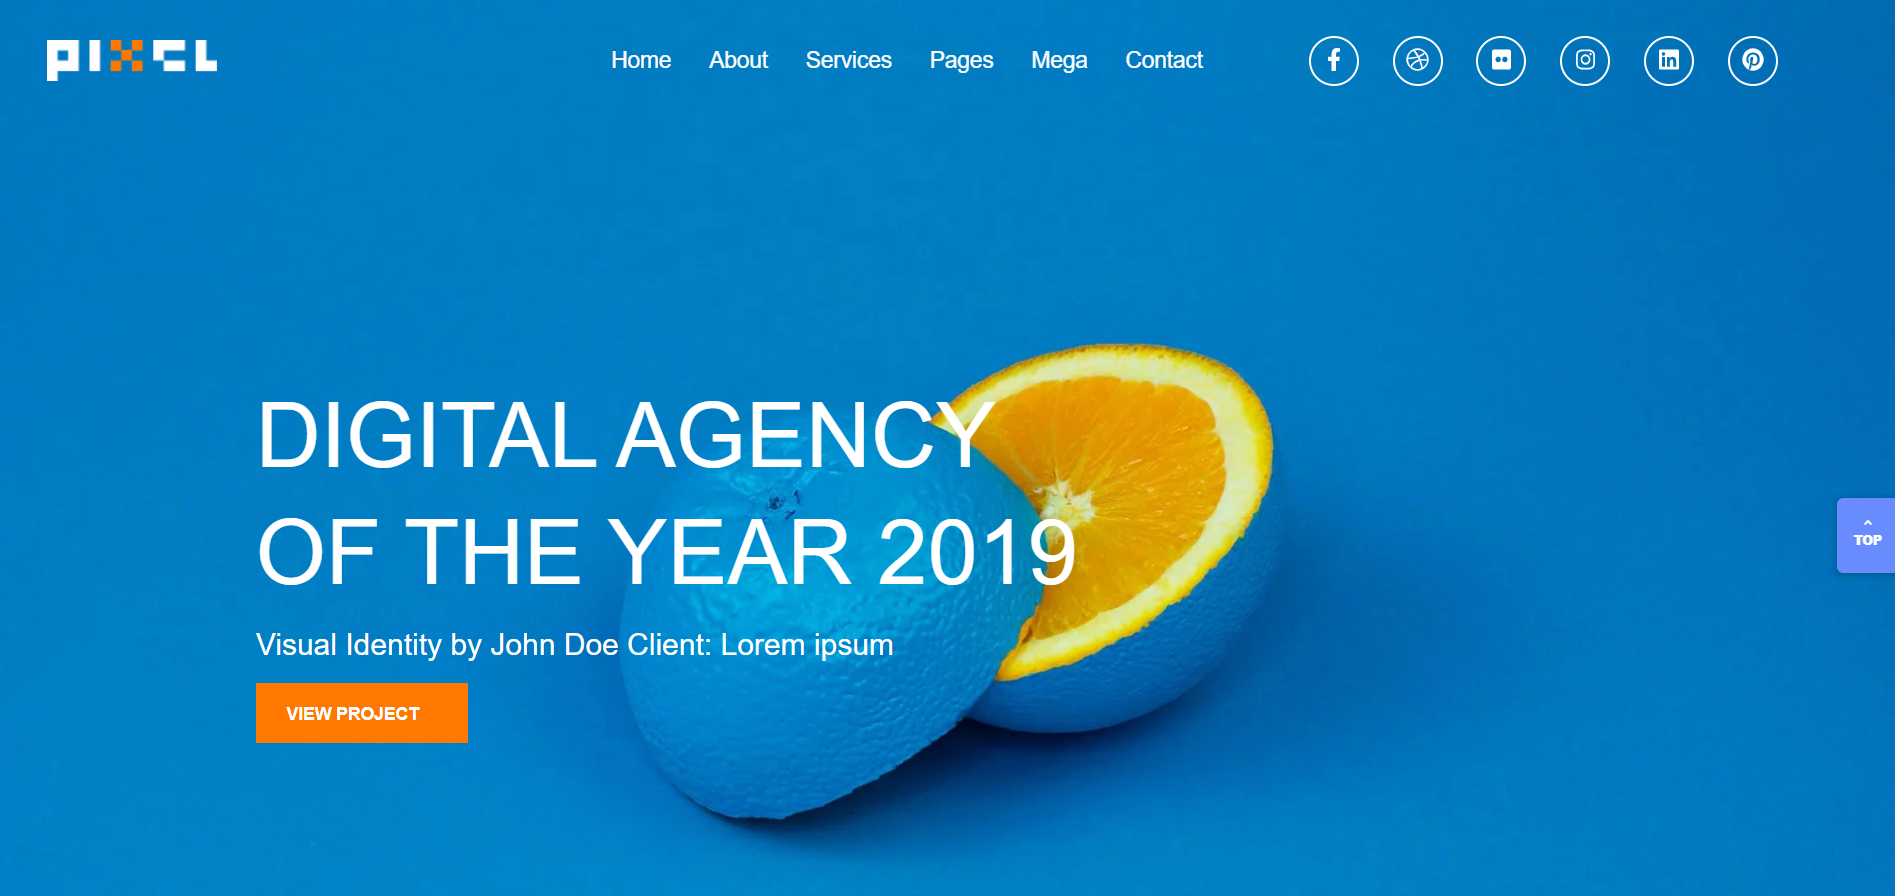 PIXEL
Home About Services Pages Mega Contact
DIGITAL AGENCY
OF THE YEAR 2019
Visual Identity by John Doe Client: Lorem ipsum
VIEW PROJECT
TOP